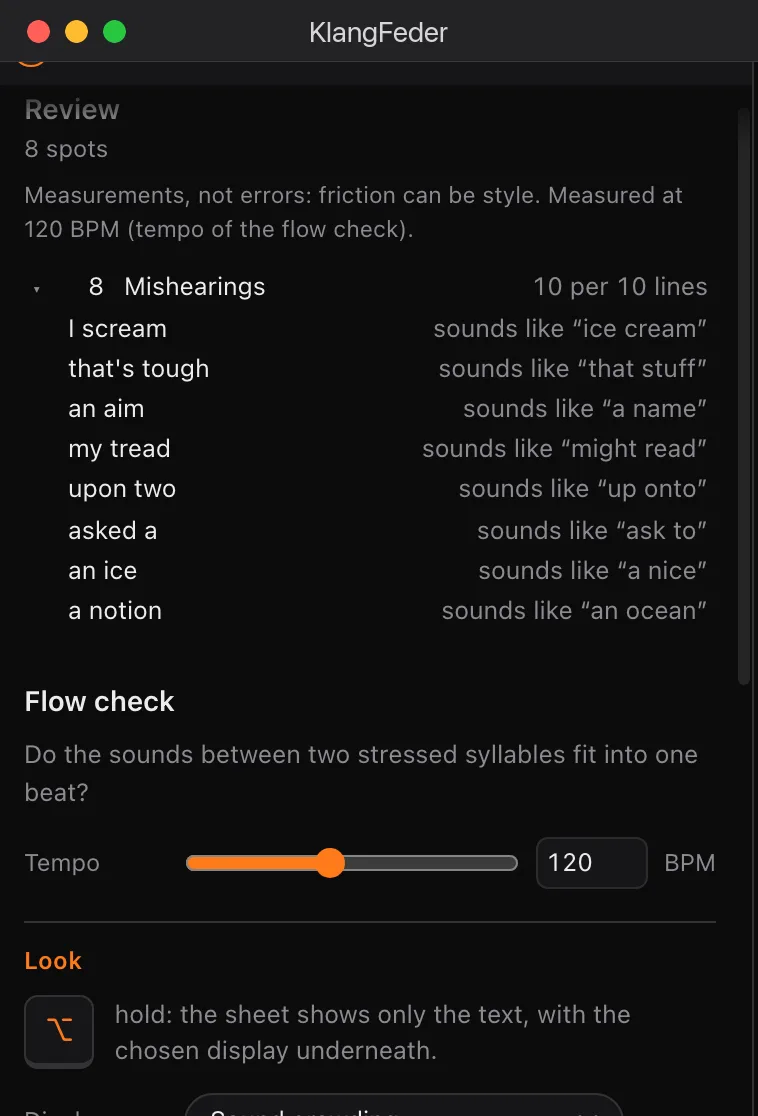 KlangFeder
Review
8 spots
Measurements, not errors: friction can be style. Measured at
120 BPM (tempo of the flow check).
▾ 8 Mishearings 10 per 10 lines
I scream sounds like “ice cream”
that's tough sounds like “that stuff”
an aim sounds like “a name”
my tread sounds like “might read”
upon two sounds like “up onto”
asked a sounds like “ask to”
an ice sounds like “a nice”
a notion sounds like “an ocean”
Flow check
Do the sounds between two stressed syllables fit into one
beat?
Tempo 120 BPM
Look
⌥ hold: the sheet shows only the text, with the
chosen display underneath.